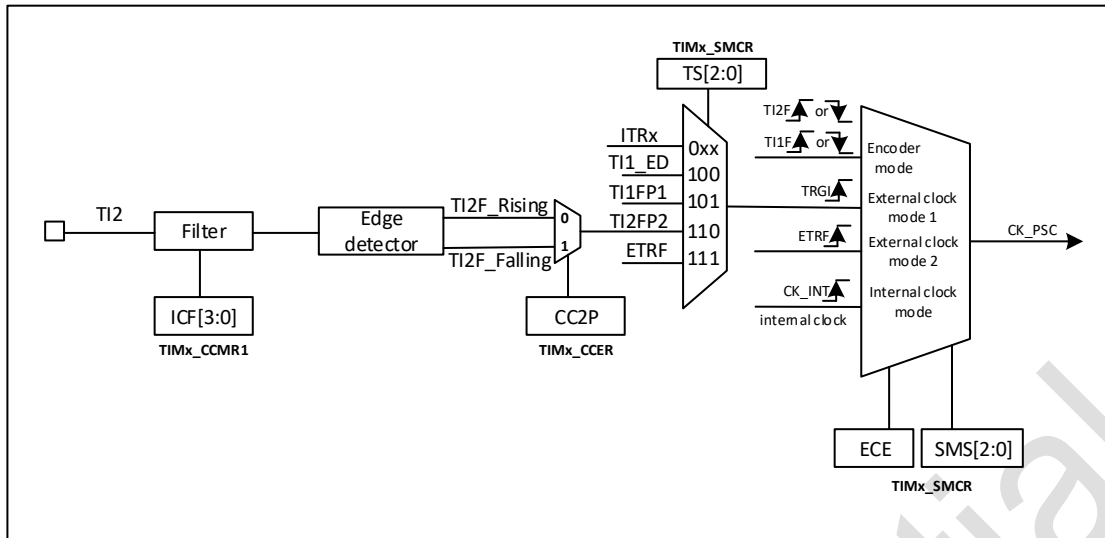 TIMx_SMCR
TS[2:0]
TI2F or
TI1F or
Encoder
mode
ITRx
0xx
TI1_ED
100
TI1FP1
101
TRGI
External clock
mode 1
TI2
Filter
Edge
detector
TI2F_Rising
0
TI2FP2
110
1
TI2F_Falling
ETRF
111
ETRF
External clock
mode 2
CK_PSC
CK_INT
Internal clock
mode
internal clock
ICF[3:0]
TIMx_CCMR1
CC2P
TIMx_CCER
ECE
SMS[2:0]
TIMx_SMCR